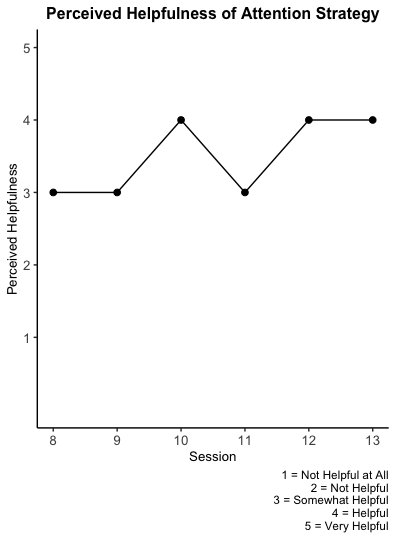 Perceived Helpfulness of Attention Strategy
Perceived Helpfulness
5
4
3
2
1
8 9 10 11 12 13
Session
1 = Not Helpful at All
2 = Not Helpful
3 = Somewhat Helpful
4 = Helpful
5 = Very Helpful